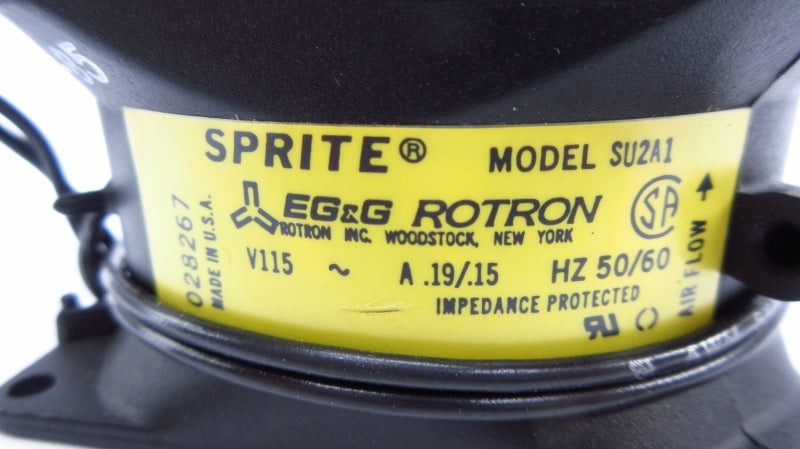 SPRITE® MODEL SU2A1
EG&G ROTRON
ROTRON INC. WOODSTOCK, NEW YORK
V115 ~ A .19/.15 HZ 50/60
IMPEDANCE PROTECTED
028267
MADE IN U.S.A.
SA
AIR FLOW →